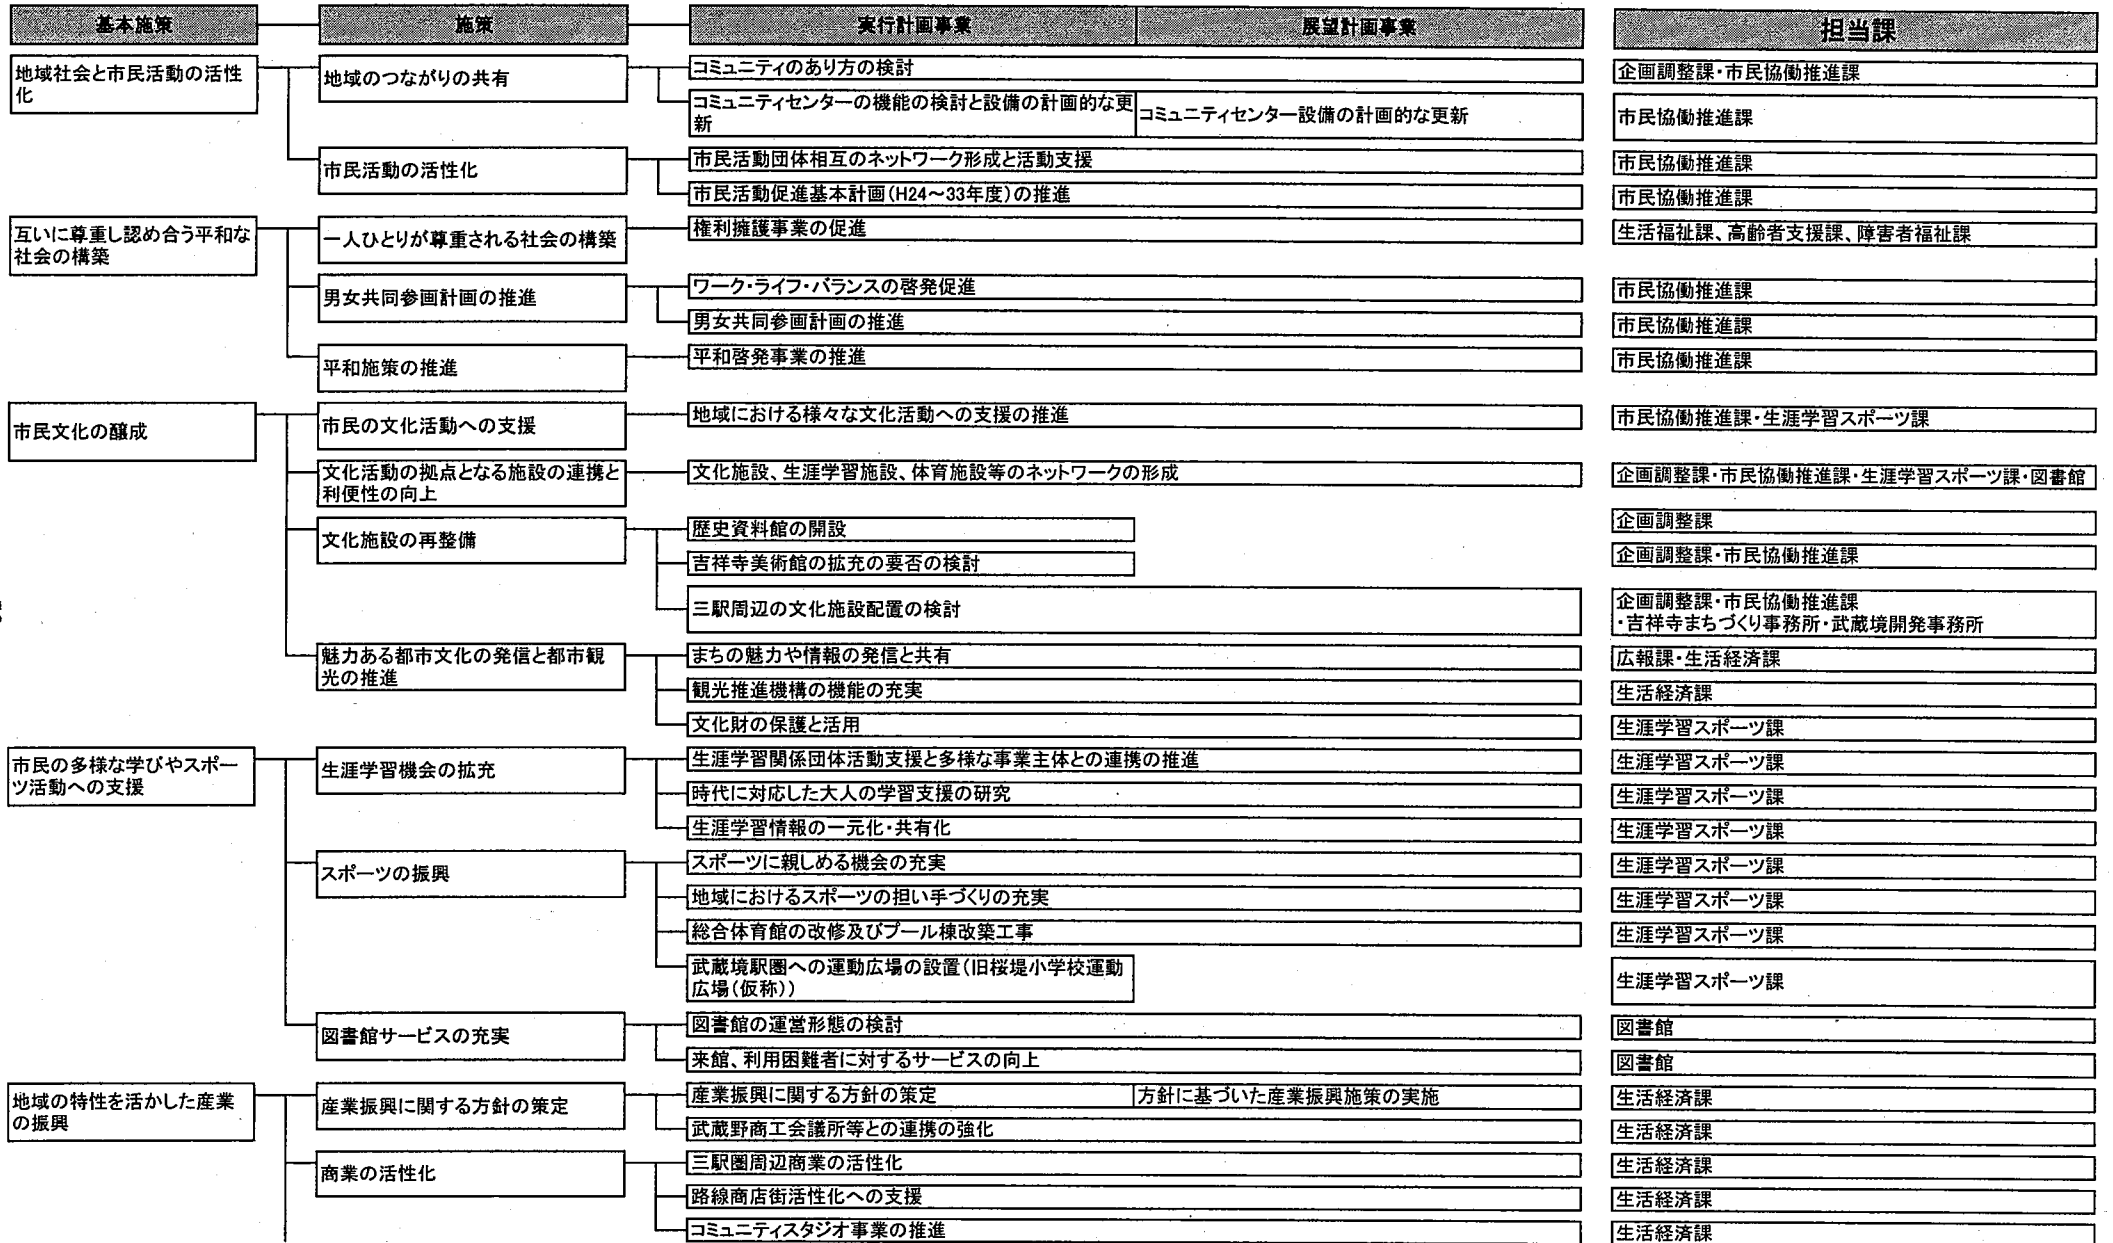 基本施策
施策
実行計画事業
展望計画事業
担当課
地域社会と市民活動の活性
化
地域のつながりの共有
コミュニティのあり方の検討
企画調整課・市民協働推進課
コミュニティセンターの機能の検討と設備の計画的な更
新
コミュニティセンター設備の計画的な更新
市民協働推進課
市民活動の活性化
市民活動団体相互のネットワーク形成と活動支援
市民協働推進課
市民活動促進基本計画(H24~33年度)の推進
市民協働推進課
互いに尊重し認め合う平和な
社会の構築
一人ひとりが尊重される社会の構築
権利擁護事業の促進
生活福祉課、高齢者支援課、障害者福祉課
男女共同参画計画の推進
ワーク・ライフ・バランスの啓発促進
市民協働推進課
男女共同参画計画の推進
市民協働推進課
平和施策の推進
平和啓発事業の推進
市民協働推進課
市民文化の醸成
市民の文化活動への支援
地域における様々な文化活動への支援の推進
市民協働推進課・生涯学習スポーツ課
文化活動の拠点となる施設の連携と
利便性の向上
文化施設、生涯学習施設、体育施設等のネットワークの形成
企画調整課・市民協働推進課・生涯学習スポーツ課・図書館
文化施設の再整備
歴史資料館の開設
企画調整課
吉祥寺美術館の拡充の要否の検討
企画調整課・市民協働推進課
三駅周辺の文化施設配置の検討
企画調整課・市民協働推進課
・吉祥寺まちづくり事務所・武蔵境開発事務所
魅力ある都市文化の発信と都市観
光の推進
まちの魅力や情報の発信と共有
広報課・生活経済課
観光推進機構の機能の充実
生活経済課
文化財の保護と活用
生涯学習スポーツ課
市民の多様な学びやスポー
ツ活動への支援
生涯学習機会の拡充
生涯学習関係団体活動支援と多様な事業主体との連携の推進
生涯学習スポーツ課
時代に対応した大人の学習支援の研究
生涯学習スポーツ課
生涯学習情報の一元化・共有化
生涯学習スポーツ課
スポーツの振興
スポーツに親しめる機会の充実
生涯学習スポーツ課
地域におけるスポーツの担い手づくりの充実
生涯学習スポーツ課
総合体育館の改修及びプール棟改築工事
生涯学習スポーツ課
武蔵境駅圏への運動広場の設置(旧桜堤小学校運動
広場(仮称))
生涯学習スポーツ課
図書館サービスの充実
図書館の運営形態の検討
図書館
来館、利用困難者に対するサービスの向上
図書館
地域の特性を活かした産業
の振興
産業振興に関する方針の策定
産業振興に関する方針の策定
方針に基づいた産業振興施策の実施
生活経済課
武蔵野商工会議所等との連携の強化
生活経済課
商業の活性化
三駅圏周辺商業の活性化
生活経済課
路線商店街活性化への支援
生活経済課
コミュニティスタジオ事業の推進
生活経済課